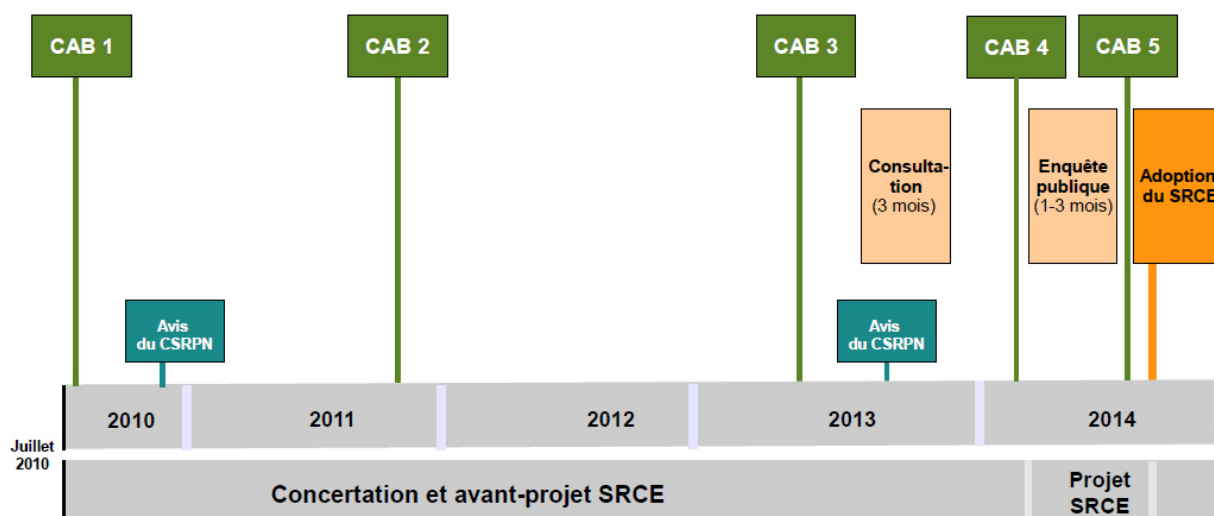 CAB 1
CAB 2
CAB 3
CAB 4
CAB 5
Consulta-
tion
(3 mois)
Enquête
publique
(1-3 mois)
Adoption
du SRCE
Avis
du CSRPN
Avis
du CSRPN
2010
2011
2012
2013
2014
Juillet
2010
Concertation et avant-projet SRCE
Projet
SRCE